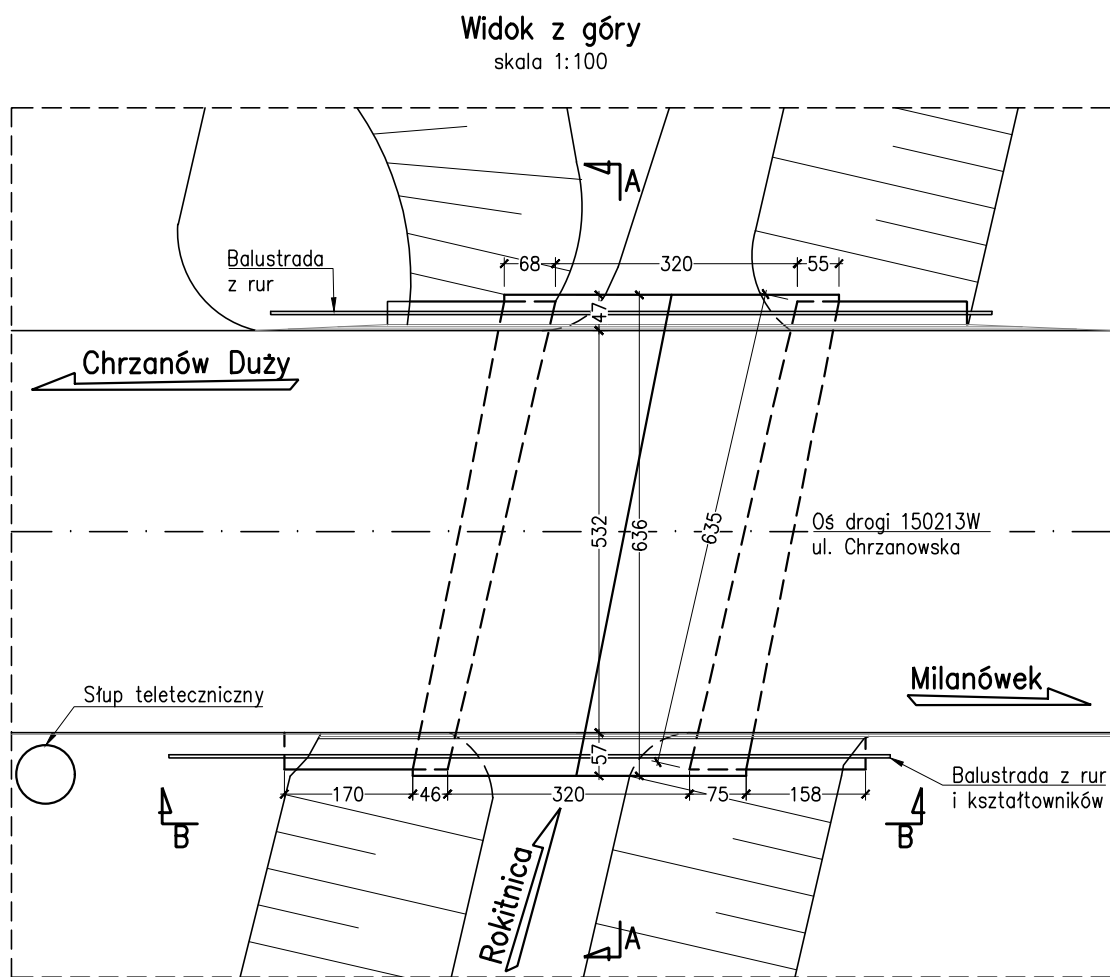 Widok z góry
skala 1:100
A
Balustrada
z rur
68
320
55
47
Chrzanów Duży
532
636
635
Oś drogi 150213W
ul. Chrzanowska
Słup teleteczniczny
Milanówek
57
Balustrada z rur
i kształtowników
170
46
320
75
158
B
B
Rokitnica
A